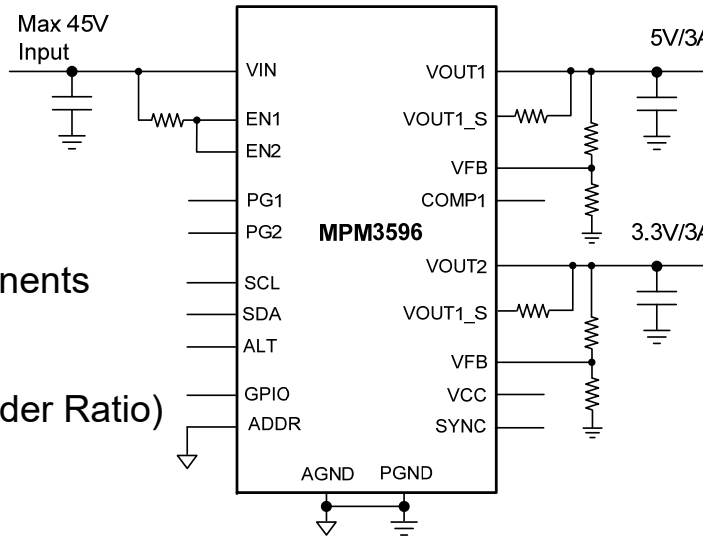 Max 45V
Input
5V/3A
VIN
VOUT1
EN1
VOUT1_S
EN2
VFB
PG1
COMP1
PG2
MPM3596
3.3V/3A
VOUT2
nents
SCL
SDA
VOUT1_S
ALT
VFB
GPIO
VCC
der Ratio)
ADDR
SYNC
AGND
PGND